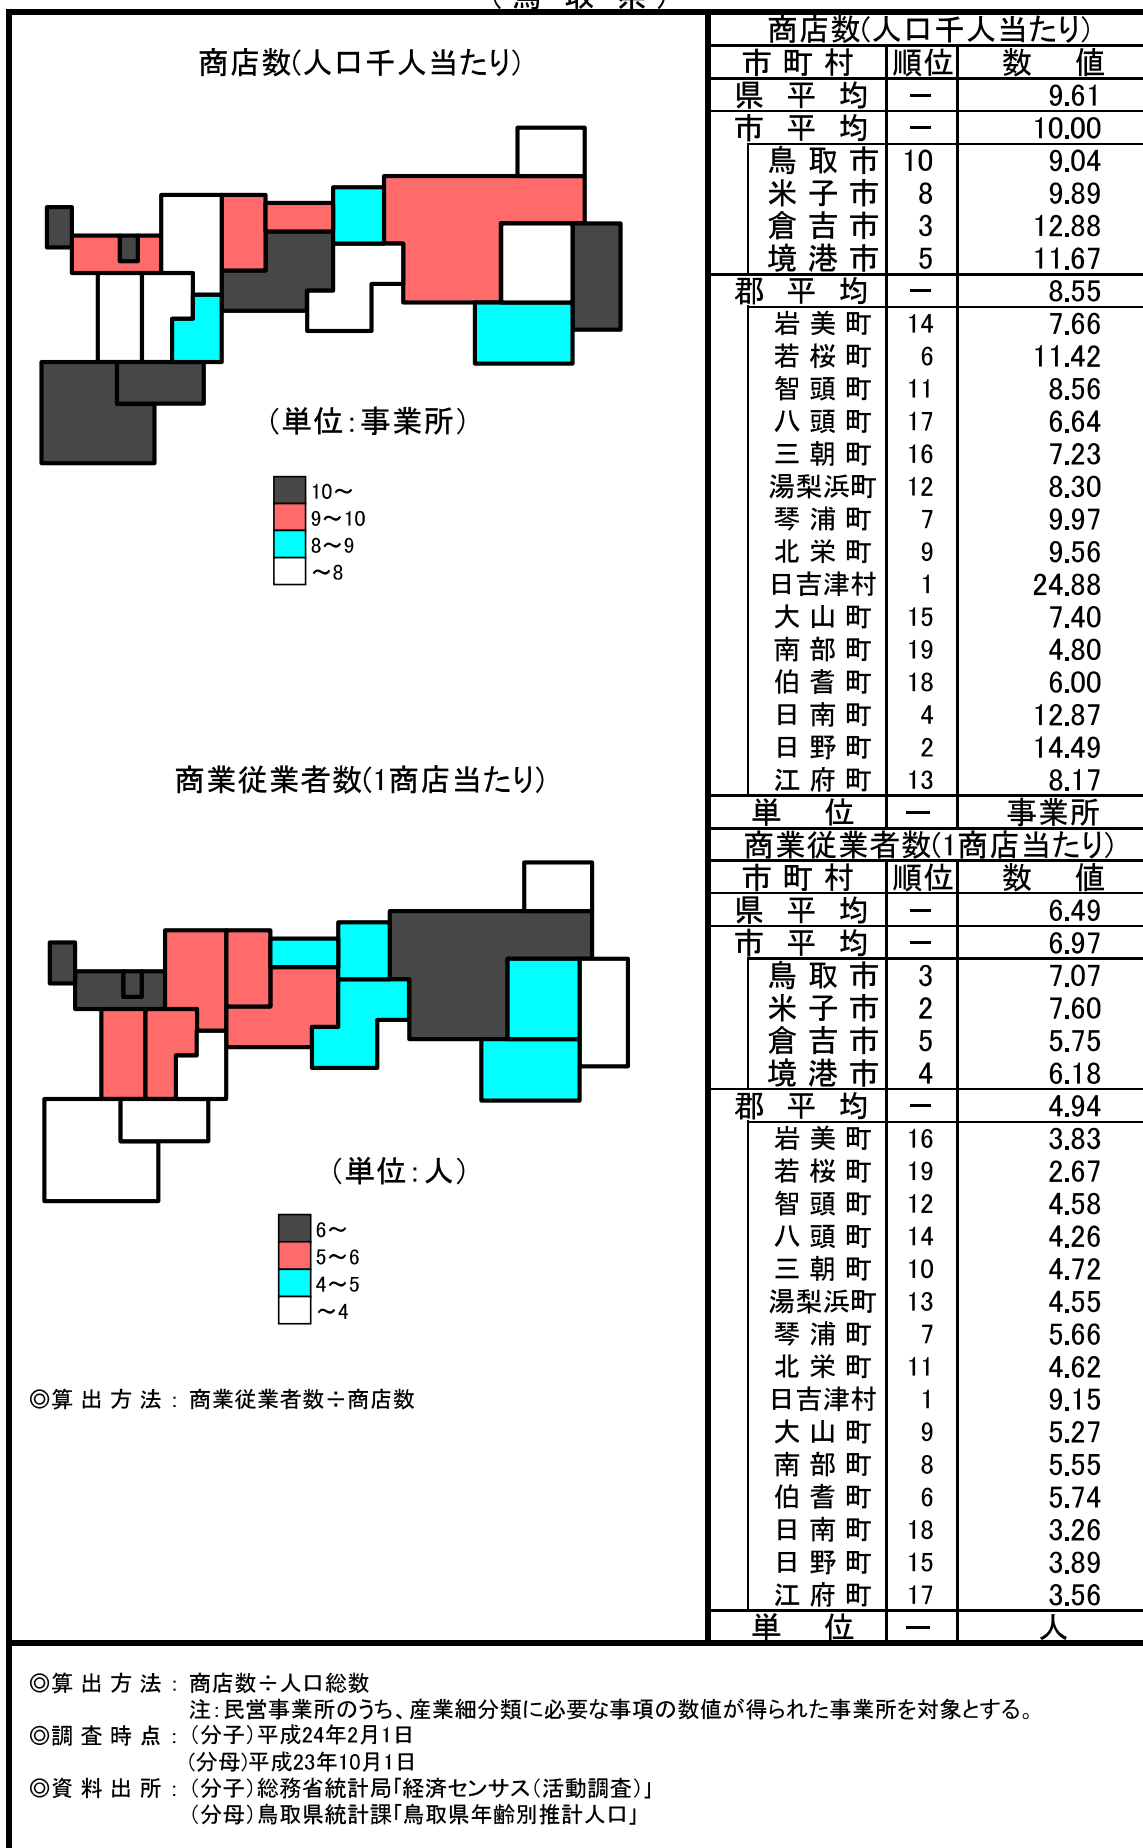 (鳥 取 県)
商店数(人口千人当たり)
(単位:事業所)
10～
9～10
8～9
～8
商店数(人口千人当たり)
市 町 村 順位 数 値
県 平 均 － 9.61
市 平 均 － 10.00
鳥 取 市 10 9.04
米 子 市 8 9.89
倉 吉 市 3 12.88
境 港 市 5 11.67
郡 平 均 － 8.55
岩 美 町 14 7.66
若 桜 町 6 11.42
智 頭 町 11 8.56
八 頭 町 17 6.64
三 朝 町 16 7.23
湯梨浜町 12 8.30
琴 浦 町 7 9.97
北 栄 町 9 9.56
日吉津村 1 24.88
大 山 町 15 7.40
南 部 町 19 4.80
伯 耆 町 18 6.00
日 南 町 4 12.87
日 野 町 2 14.49
江 府 町 13 8.17
単 位 － 事業所
商業従業者数(1商店当たり)
(単位:人)
6～
5～6
4～5
～4
◎算 出 方 法 : 商業従業者数÷商店数
商業従業者数(1商店当たり)
市 町 村 順位 数 値
県 平 均 － 6.49
市 平 均 － 6.97
鳥 取 市 3 7.07
米 子 市 2 7.60
倉 吉 市 5 5.75
境 港 市 4 6.18
郡 平 均 － 4.94
岩 美 町 16 3.83
若 桜 町 19 2.67
智 頭 町 12 4.58
八 頭 町 14 4.26
三 朝 町 10 4.72
湯梨浜町 13 4.55
琴 浦 町 7 5.66
北 栄 町 11 4.62
日吉津村 1 9.15
大 山 町 9 5.27
南 部 町 8 5.55
伯 耆 町 6 5.74
日 南 町 18 3.26
日 野 町 15 3.89
江 府 町 17 3.56
単 位 － 人
◎算 出 方 法 : 商店数÷人口総数
注:民営事業所のうち、産業細分類に必要な事項の数値が得られた事業所を対象とする。
◎調 査 時 点 : (分子)平成24年2月1日
(分母)平成23年10月1日
◎資 料 出 所 : (分子)総務省統計局「経済センサス(活動調査)」
(分母)鳥取県統計課「鳥取県年齢別推計人口」